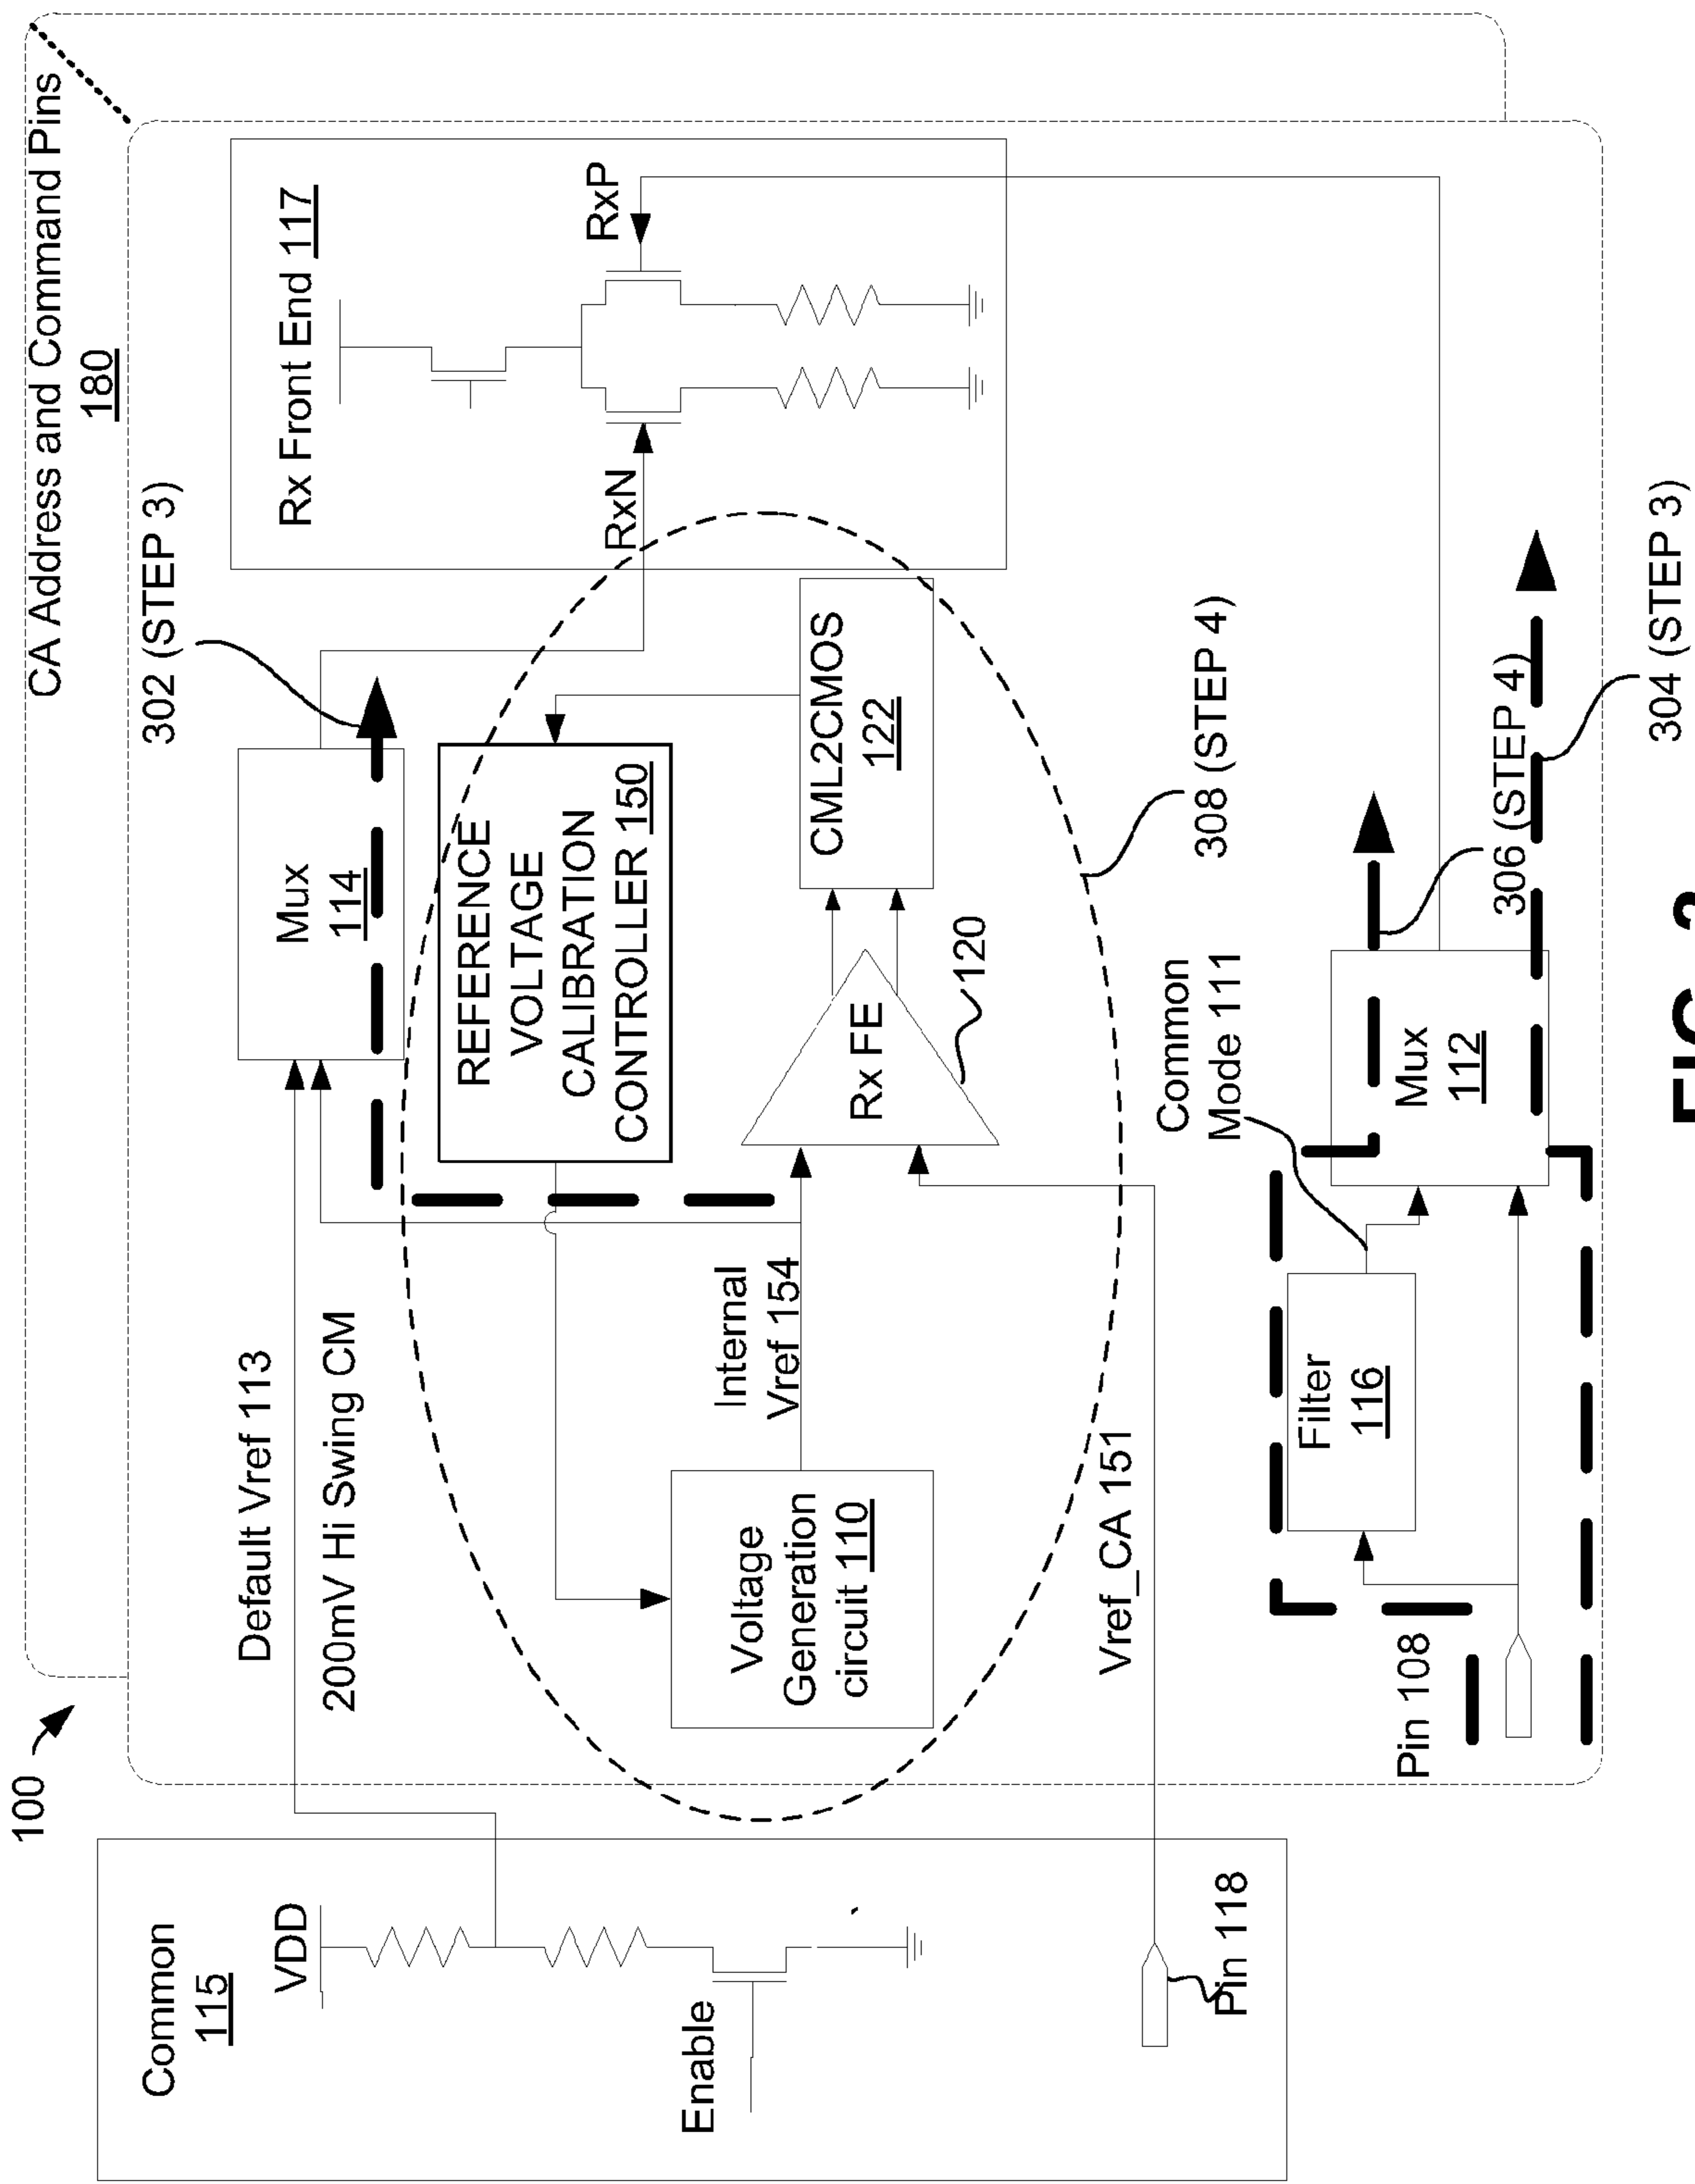 100
CA Address and Command Pins
180
Common
115
VDD
Enable
Pin 118
Default Vref 113
200mV Hi Swing CM
Mux
114
302 (STEP 3)
Rx Front End 117
RxN
RxP
REFERENCE
VOLTAGE
CALIBRATION
CONTROLLER 150
Voltage
Generation
circuit 110
Internal
Vref 154
Rx FE
120
CML2CMOS
122
308 (STEP 4)
Vref_CA 151
Common
Mode 111
Pin 108
Filter
116
Mux
112
306 (STEP 4)
304 (STEP 3)